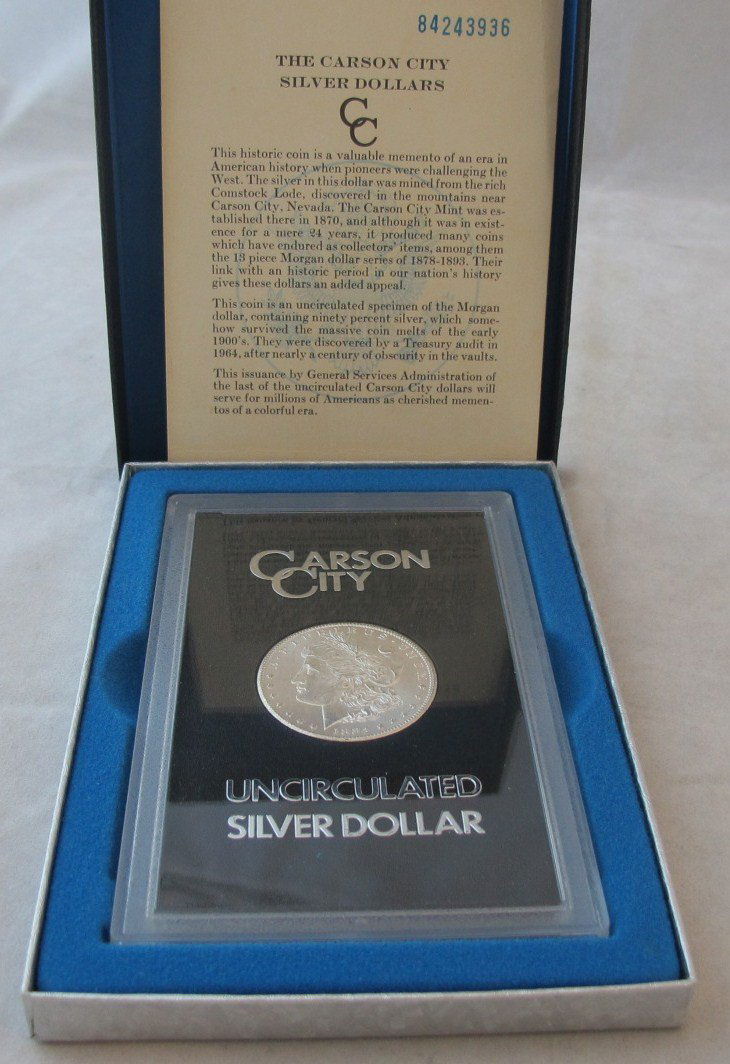 84243936
THE CARSON CITY
SILVER DOLLARS
CC
This historic coin is a valuable memento of an era in
American history when pioneers were challenging the
West. The silver in this dollar was mined from the rich
Comstock Lode, discovered in the mountains near
Carson City, Nevada. The Carson City Mint was es-
tablished there in 1870, and although it was in exist-
ence for a mere 24 years, it produced many coins
which have endured as collectors' items, among them
the 13 piece Morgan dollar series of 1878-1893. Their
link with an historic period in our nation's history
gives these dollars an added appeal.
This coin is an uncirculated specimen of the Morgan
dollar, containing ninety percent silver, which some-
how survived the massive coin melts of the early
1900's. They were discovered by a Treasury audit in
1964, after nearly a century of obscurity in the vaults.
This issuance by General Services Administration of
the last of the uncirculated Carson City dollars will
serve for millions of Americans as cherished memen-
tos of a colorful era.
CARSON
CITY
E·PLURIBUS·UNUM
UNCIRCULATED
SILVER DOLLAR